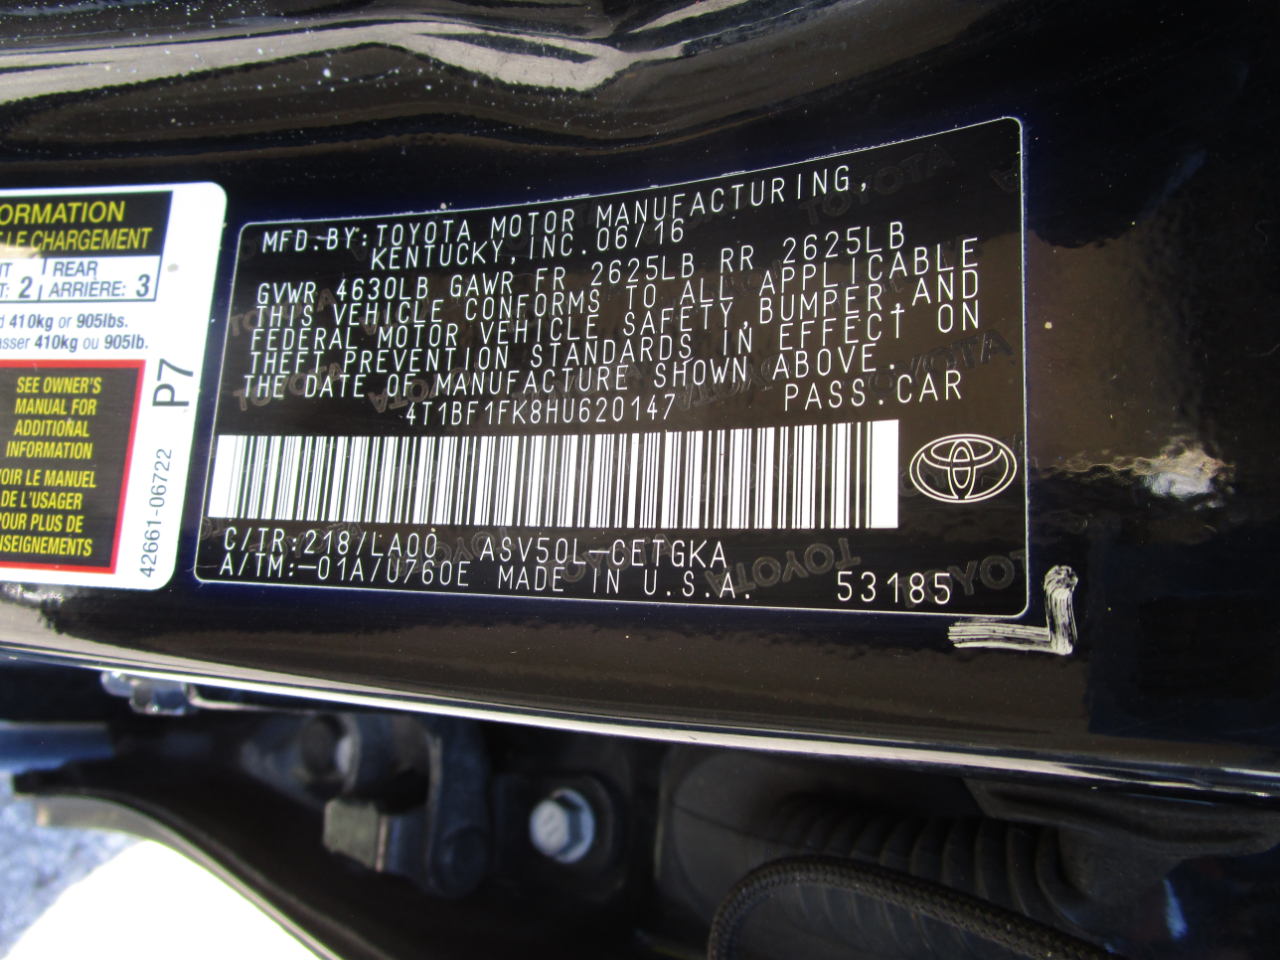 ORMATION
LE CHARGEMENT
NT 2 REAR
T: 2 ARRIÈRE: 3
410kg or 905lbs.
asser 410kg ou 905lb.
SEE OWNER'S
MANUAL FOR
ADDITIONAL
INFORMATION
VOIR LE MANUEL
DE L'USAGER
POUR PLUS DE
NSEIGNEMENTS
P7
42661-06722
MFD.BY:TOYOTA MOTOR MANUFACTURING,
KENTUCKY,INC.06/16
GVWR 4630LB GAWR FR 2625LB RR 2625LB
THIS VEHICLE CONFORMS TO ALL APPLICABLE
FEDERAL MOTOR VEHICLE SAFETY,BUMPER,AND
THEFT PREVENTION STANDARDS IN EFFECT ON
THE DATE OF MANUFACTURE SHOWN ABOVE.
4T1BF1FK8HU620147 PASS.CAR
C/TR:218/LA00 ASV50L-CETGKA
A/TM:-01A/U760E MADE IN U.S.A. 53185